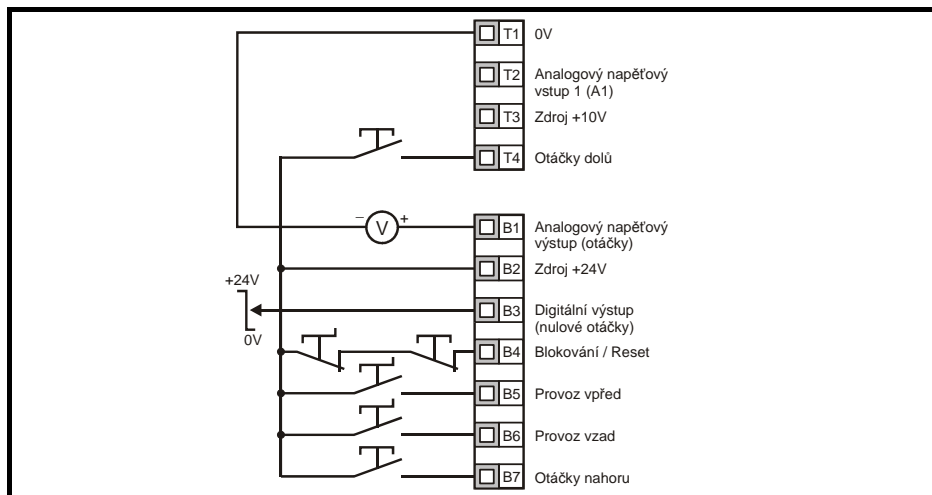 T1 0V
T2 Analogový napěťový
vstup 1 (A1)
T3 Zdroj +10V
T4 Otáčky dolů
− V +
B1 Analogový napěťový
výstup (otáčky)
B2 Zdroj +24V
+24V
B3 Digitální výstup
(nulové otáčky)
0V
B4 Blokování / Reset
B5 Provoz vpřed
B6 Provoz vzad
B7 Otáčky nahoru